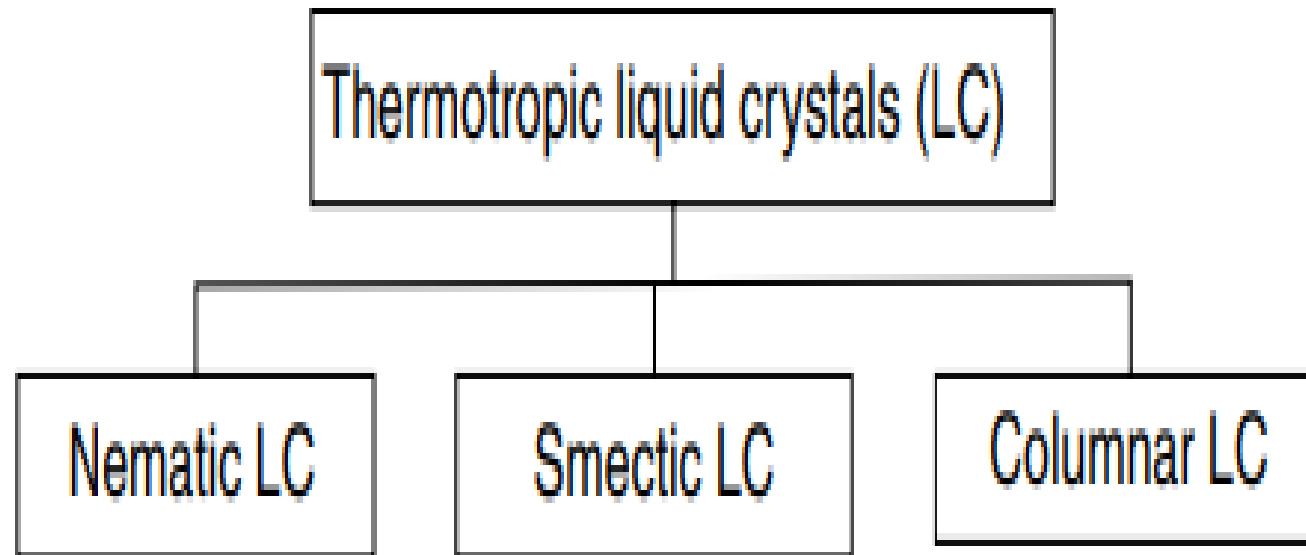 Thermotropic liquid crystals (LC)
Nematic LC
Smectic LC
Columnar LC